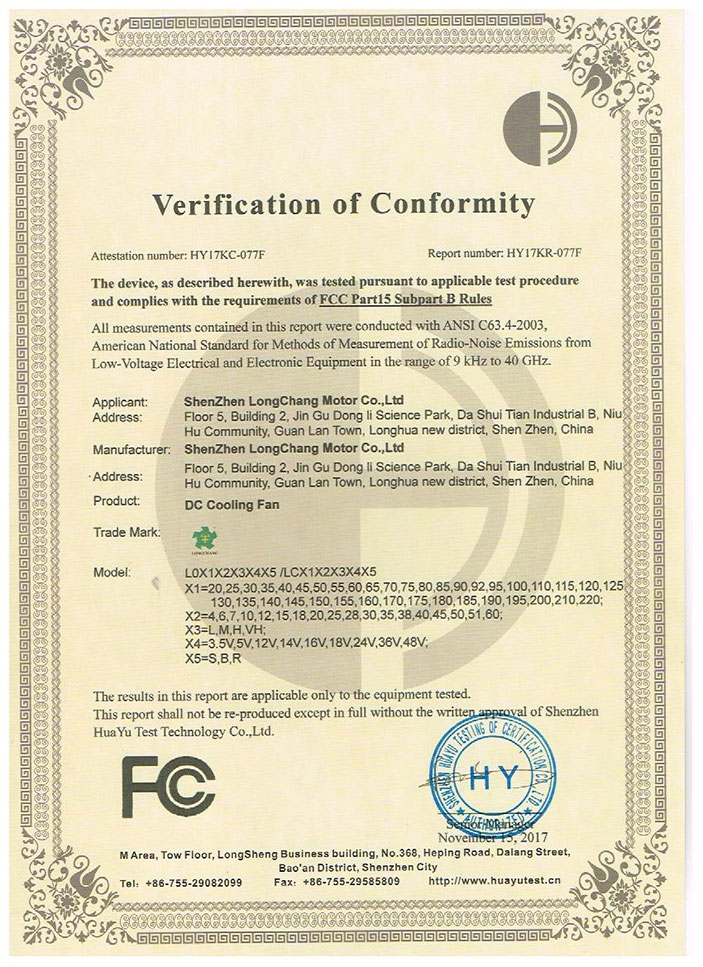 Verification of Conformity
Attestation number: HY17KC-077F
Report number: HY17KR-077F
The device, as described herewith, was tested pursuant to applicable test procedure
and complies with the requirements of FCC Part15 Subpart B Rules
All measurements contained in this report were conducted with ANSI C63.4-2003,
American National Standard for Methods of Measurement of Radio-Noise Emissions from
Low-Voltage Electrical and Electronic Equipment in the range of 9 kHz to 40 GHz.
Applicant: ShenZhen LongChang Motor Co.,Ltd
Address: Floor 5, Building 2, Jin Gu Dong li Science Park, Da Shui Tian Industrial B, Niu
Hu Community, Guan Lan Town, Longhua new district, Shen Zhen, China
Manufacturer: ShenZhen LongChang Motor Co.,Ltd
Address: Floor 5, Building 2, Jin Gu Dong li Science Park, Da Shui Tian Industrial B, Niu
Hu Community, Guan Lan Town, Longhua new district, Shen Zhen, China
Product: DC Cooling Fan
Trade Mark:
LONGCHANG
Model: L0X1X2X3X4X5 /LCX1X2X3X4X5
X1=20,25,30,35,40,45,50,55,60,65,70,75,80,85,90,92,95,100,110,115,120,125
130,135,140,145,150,155,160,170,175,180,185,190,195,200,210,220;
X2=4,6,7,10,12,15,18,20,25,28,30,35,38,40,45,50,51,60;
X3=L,M,H,VH;
X4=3.5V,5V,12V,14V,16V,18V,24V,36V,48V;
X5=S,B,R
The results in this report are applicable only to the equipment tested.
This report shall not be re-produced except in full without the written approval of Shenzhen
HuaYu Test Technology Co.,Ltd.
FCC
SHENZHEN HUAYU TESTING OF CERTIFICATION CO., LTD
HY
AUTHORIZED
Senior Manager
November 15, 2017
M Area, Tow Floor, LongSheng Business building, No.368, Heping Road, Dalang Street,
Bao'an District, Shenzhen City
Tel: +86-755-29082099 Fax: +86-755-29585809 http://www.huayutest.cn